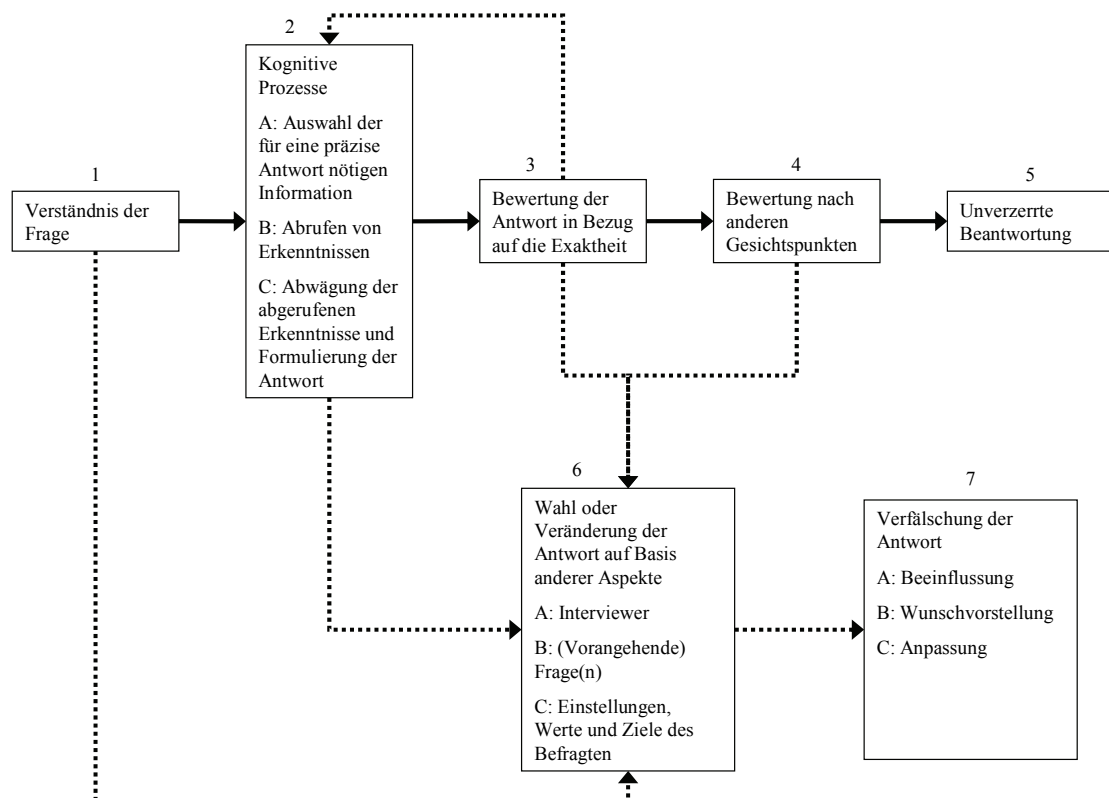 1
Verständnis der
Frage
2
Kognitive
Prozesse
A: Auswahl der
für eine präzise
Antwort nötigen
Information
B: Abrufen von
Erkenntnissen
C: Abwägung der
abgerufenen
Erkenntnisse und
Formulierung der
Antwort
3
Bewertung der
Antwort in Bezug
auf die Exaktheit
4
Bewertung nach
anderen
Gesichtspunkten
5
Unverzerrte
Beantwortung
6
Wahl oder
Veränderung der
Antwort auf Basis
anderer Aspekte
A: Interviewer
B: (Vorangehende)
Frage(n)
C: Einstellungen,
Werte und Ziele des
Befragten
7
Verfälschung der
Antwort
A: Beeinflussung
B: Wunschvorstellung
C: Anpassung